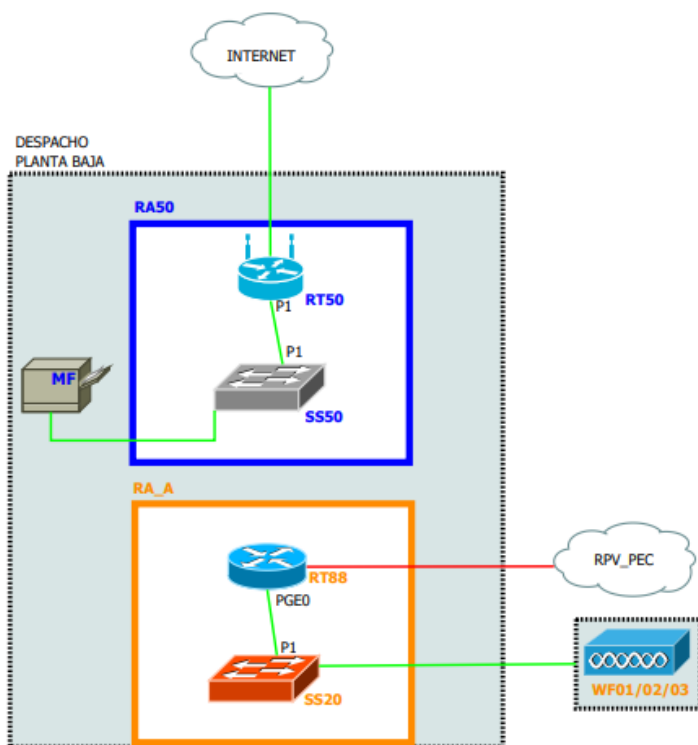 INTERNET
DESPACHO
PLANTA BAJA
RA50
RT50
P1
P1
MF
SS50
RA_A
RPV_PEC
RT88
PGE0
P1
WF01/02/03
SS20